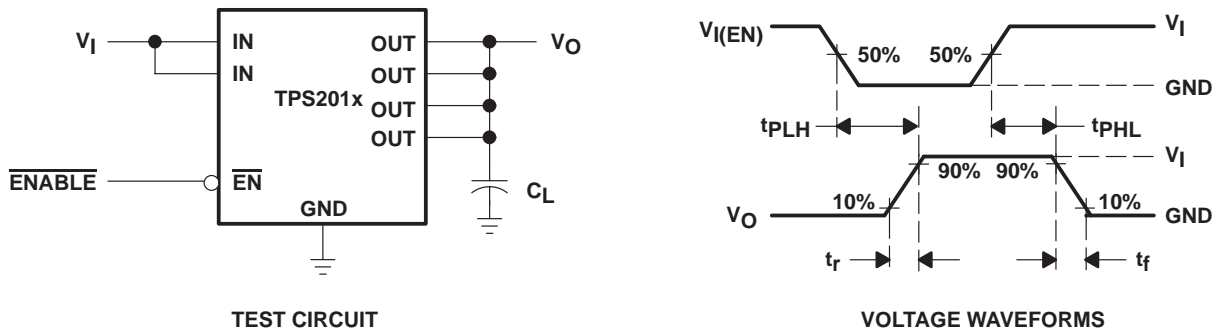 VI
IN
IN
OUT
OUT
OUT
OUT
VO
TPS201x
ENABLE
EN
GND
CL
TEST CIRCUIT
VI(EN)
50%
50%
VI
GND
tPLH
tPHL
VI
90%
90%
10%
10%
VO
GND
tr
tf
VOLTAGE WAVEFORMS